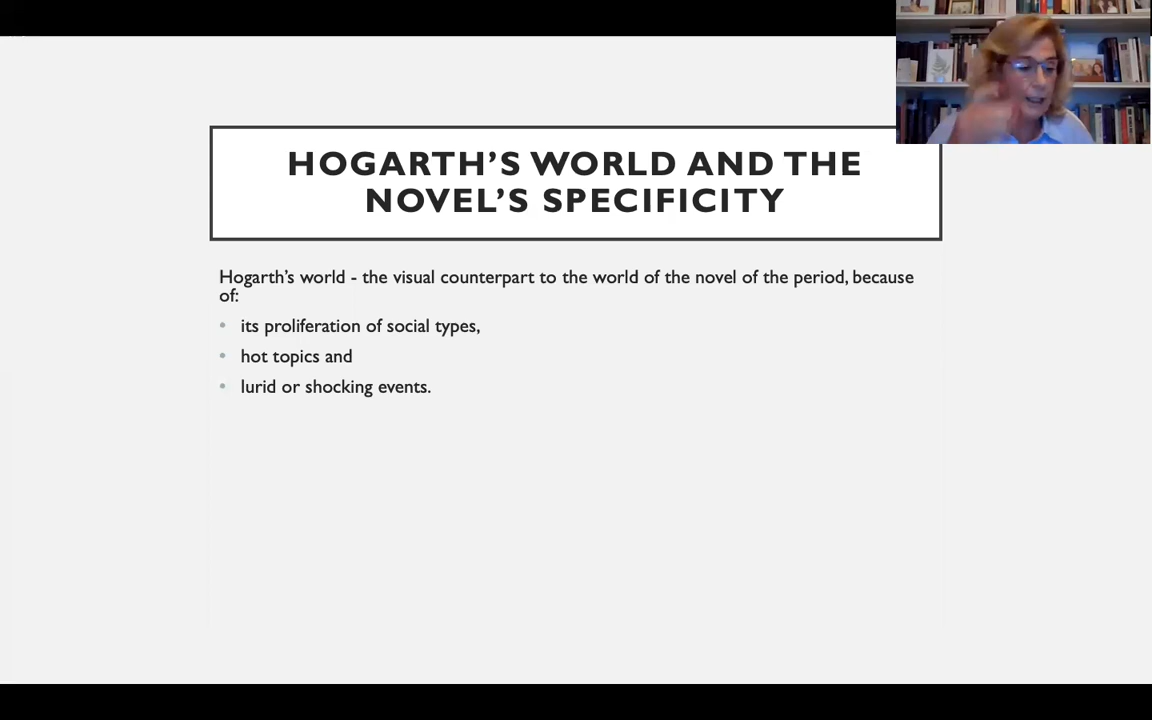 HOGARTH’S WORLD AND THE
NOVEL’S SPECIFICITY
Hogarth’s world - the visual counterpart to the world of the novel of the period, because
of:
• its proliferation of social types,
• hot topics and
• lurid or shocking events.